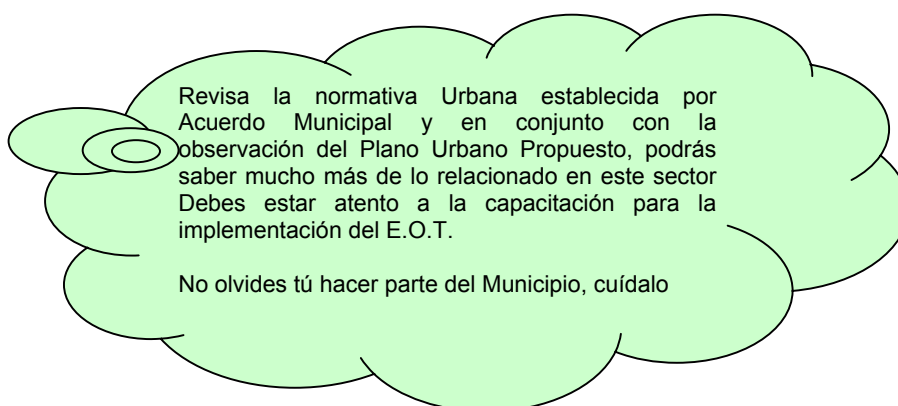 Revisa la normativa Urbana establecida por
Acuerdo Municipal y en conjunto con la
observación del Plano Urbano Propuesto, podrás
saber mucho más de lo relacionado en este sector
Debes estar atento a la capacitación para la
implementación del E.O.T.
No olvides tú hacer parte del Municipio, cuídalo